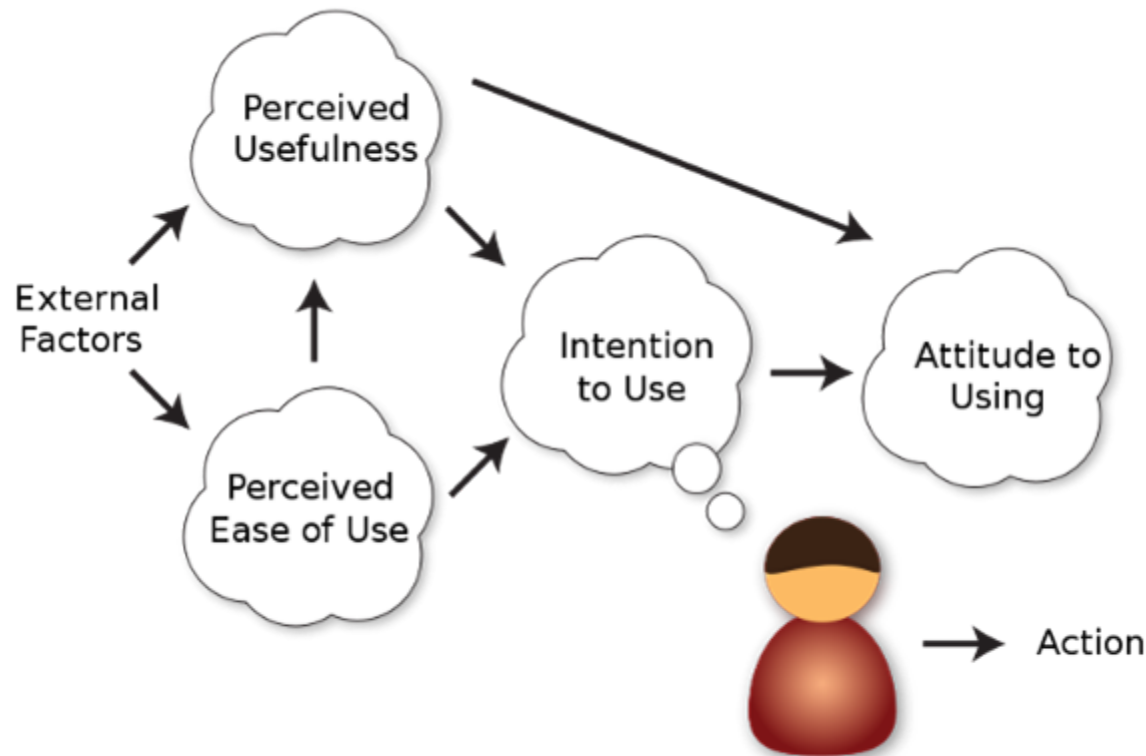 Perceived
Usefulness
External
Factors
Intention
to Use
Attitude to
Using
Perceived
Ease of Use
Action